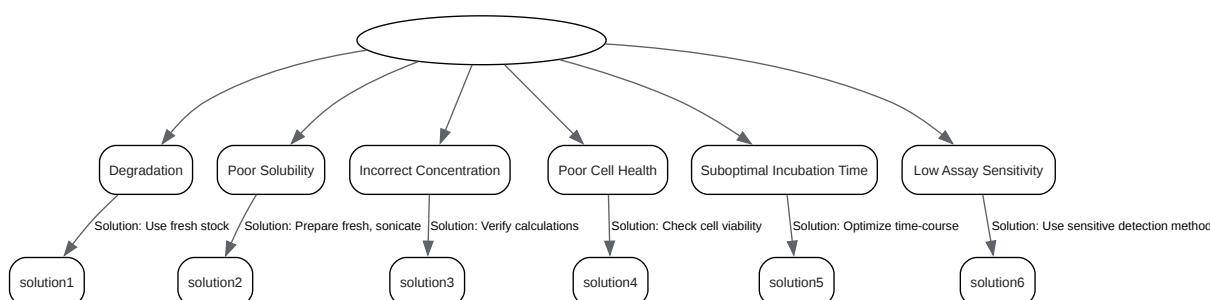 Degradation
Poor Solubility
Incorrect Concentration
Poor Cell Health
Suboptimal Incubation Time
Low Assay Sensitivity
Solution: Use fresh stock
Solution: Prepare fresh, sonicate
Solution: Verify calculations
Solution: Check cell viability
Solution: Optimize time-course
Solution: Use sensitive detection method
solution1
solution2
solution3
solution4
solution5
solution6